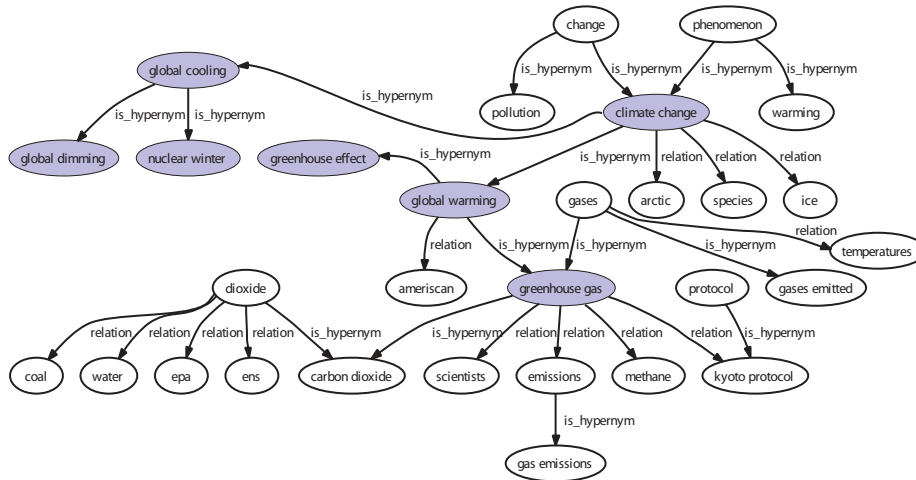 change
phenomenon
global cooling
is_hypernym
is_hypernym
is_hypernym
is_hypernym
is_hypernym
is_hypernym
is_hypernym
pollution
climate change
warming
global dimming
nuclear winter
greenhouse effect
is_hypernym
is_hypernym
relation
relation
relation
global warming
gases
arctic
species
ice
relation
relation
is_hypernym
is_hypernym
is_hypernym
temperatures
dioxide
ameriscan
greenhouse gas
protocol
gases emitted
relation
relation
relation
relation
is_hypernym
is_hypernym
relation
relation
relation
relation
is_hypernym
coal
water
epa
ens
carbon dioxide
scientists
emissions
methane
kyoto protocol
is_hypernym
gas emissions